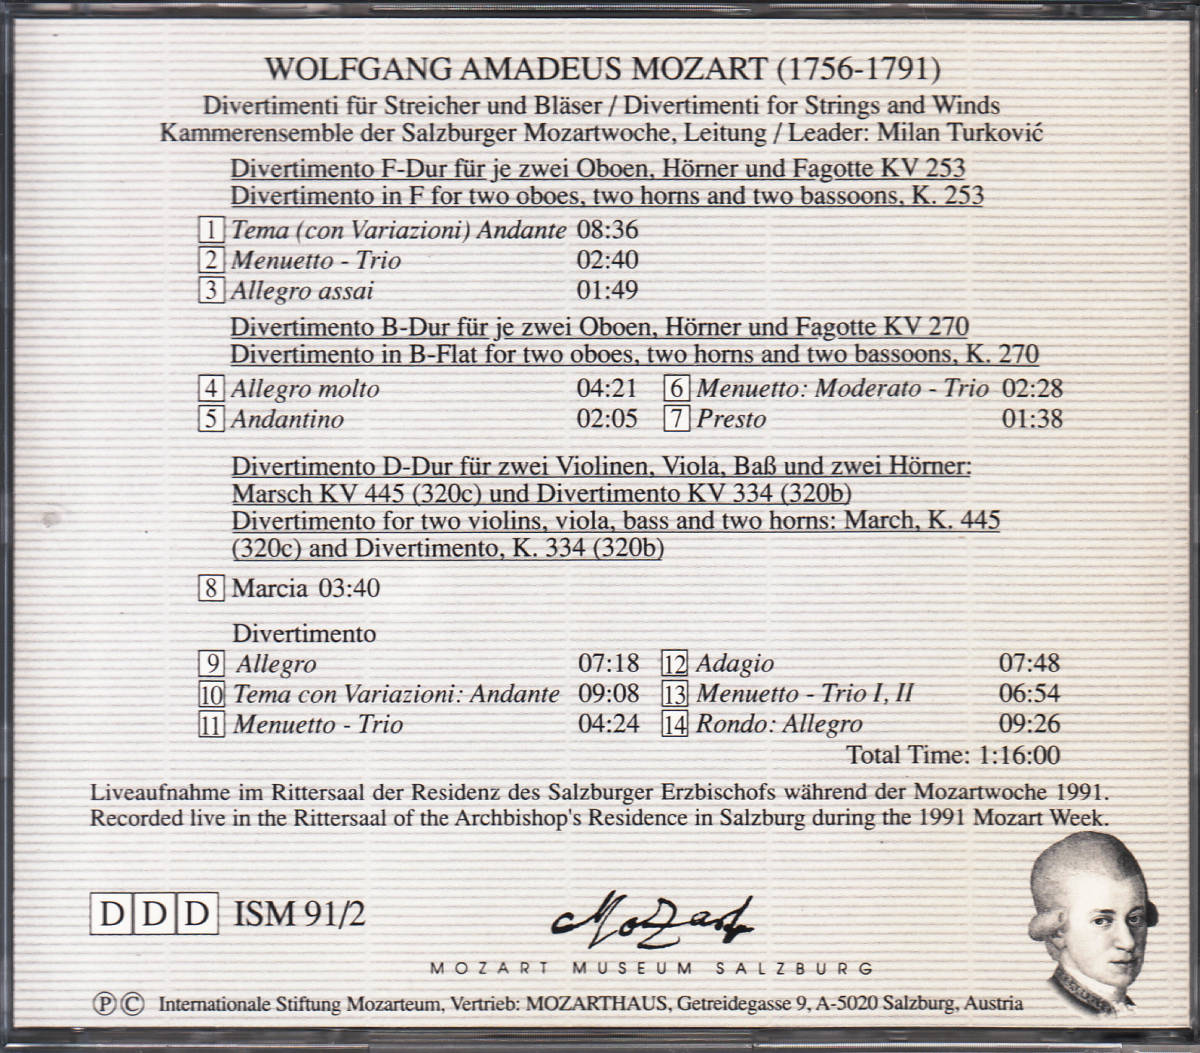 WOLFGANG AMADEUS MOZART (1756-1791)
Divertimenti für Streicher und Bläser / Divertimenti for Strings and Winds
Kammerensemble der Salzburger Mozartwoche, Leitung / Leader: Milan Turković
Divertimento F-Dur für je zwei Oboen, Hörner und Fagotte KV 253
Divertimento in F for two oboes, two horns and two bassoons, K. 253
1 Tema (con Variazioni) Andante 08:36
2 Menuetto - Trio 02:40
3 Allegro assai 01:49
Divertimento B-Dur für je zwei Oboen, Hörner und Fagotte KV 270
Divertimento in B-Flat for two oboes, two horns and two bassoons, K. 270
4 Allegro molto 04:21 6 Menuetto: Moderato - Trio 02:28
5 Andantino 02:05 7 Presto 01:38
Divertimento D-Dur für zwei Violinen, Viola, Baß und zwei Hörner:
Marsch KV 445 (320c) und Divertimento KV 334 (320b)
Divertimento for two violins, viola, bass and two horns: March, K. 445
(320c) and Divertimento, K. 334 (320b)
8 Marcia 03:40
Divertimento
9 Allegro 07:18 12 Adagio 07:48
10 Tema con Variazioni: Andante 09:08 13 Menuetto - Trio I, II 06:54
11 Menuetto - Trio 04:24 14 Rondo: Allegro 09:26
Total Time: 1:16:00
Liveaufnahme im Rittersaal der Residenz des Salzburger Erzbischofs während der Mozartwoche 1991.
Recorded live in the Rittersaal of the Archbishop's Residence in Salzburg during the 1991 Mozart Week.
DDD ISM 91/2
Mozart
MOZART MUSEUM SALZBURG
Ⓟ © Internationale Stiftung Mozarteum, Vertrieb: MOZARTHAUS, Getreidegasse 9, A-5020 Salzburg, Austria